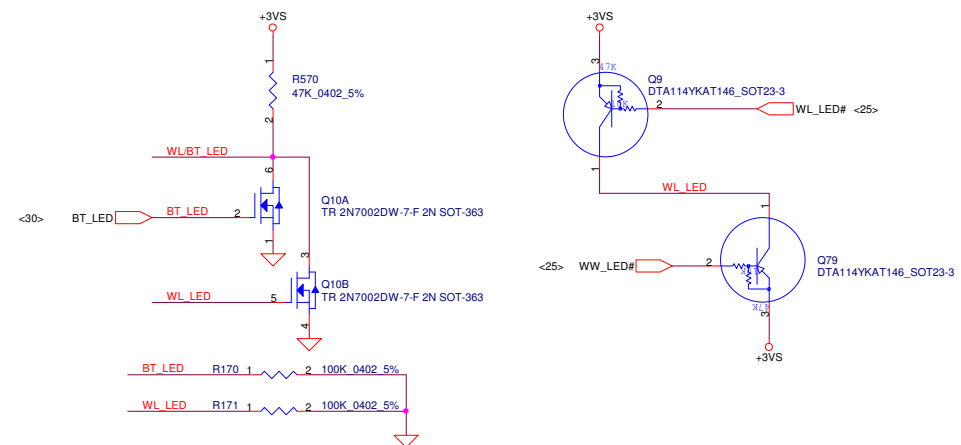 +3VS
1
R570
47K_0402_5%
2
WL/BT_LED
6
Q10A
TR 2N7002DW-7-F 2N SOT-363
<30>
BT_LED
BT_LED
2
1
3
Q10B
TR 2N7002DW-7-F 2N SOT-363
WL_LED
5
4
BT_LED
R170
1
2
100K_0402_5%
WL_LED
R171
1
2
100K_0402_5%
+3VS
3
47K
Q9
DTA114YKAT146_SOT23-3
2
WL_LED# <25>
1
WL_LED
1
<25>
WW_LED#
2
Q79
DTA114YKAT146_SOT23-3
47K
3
+3VS